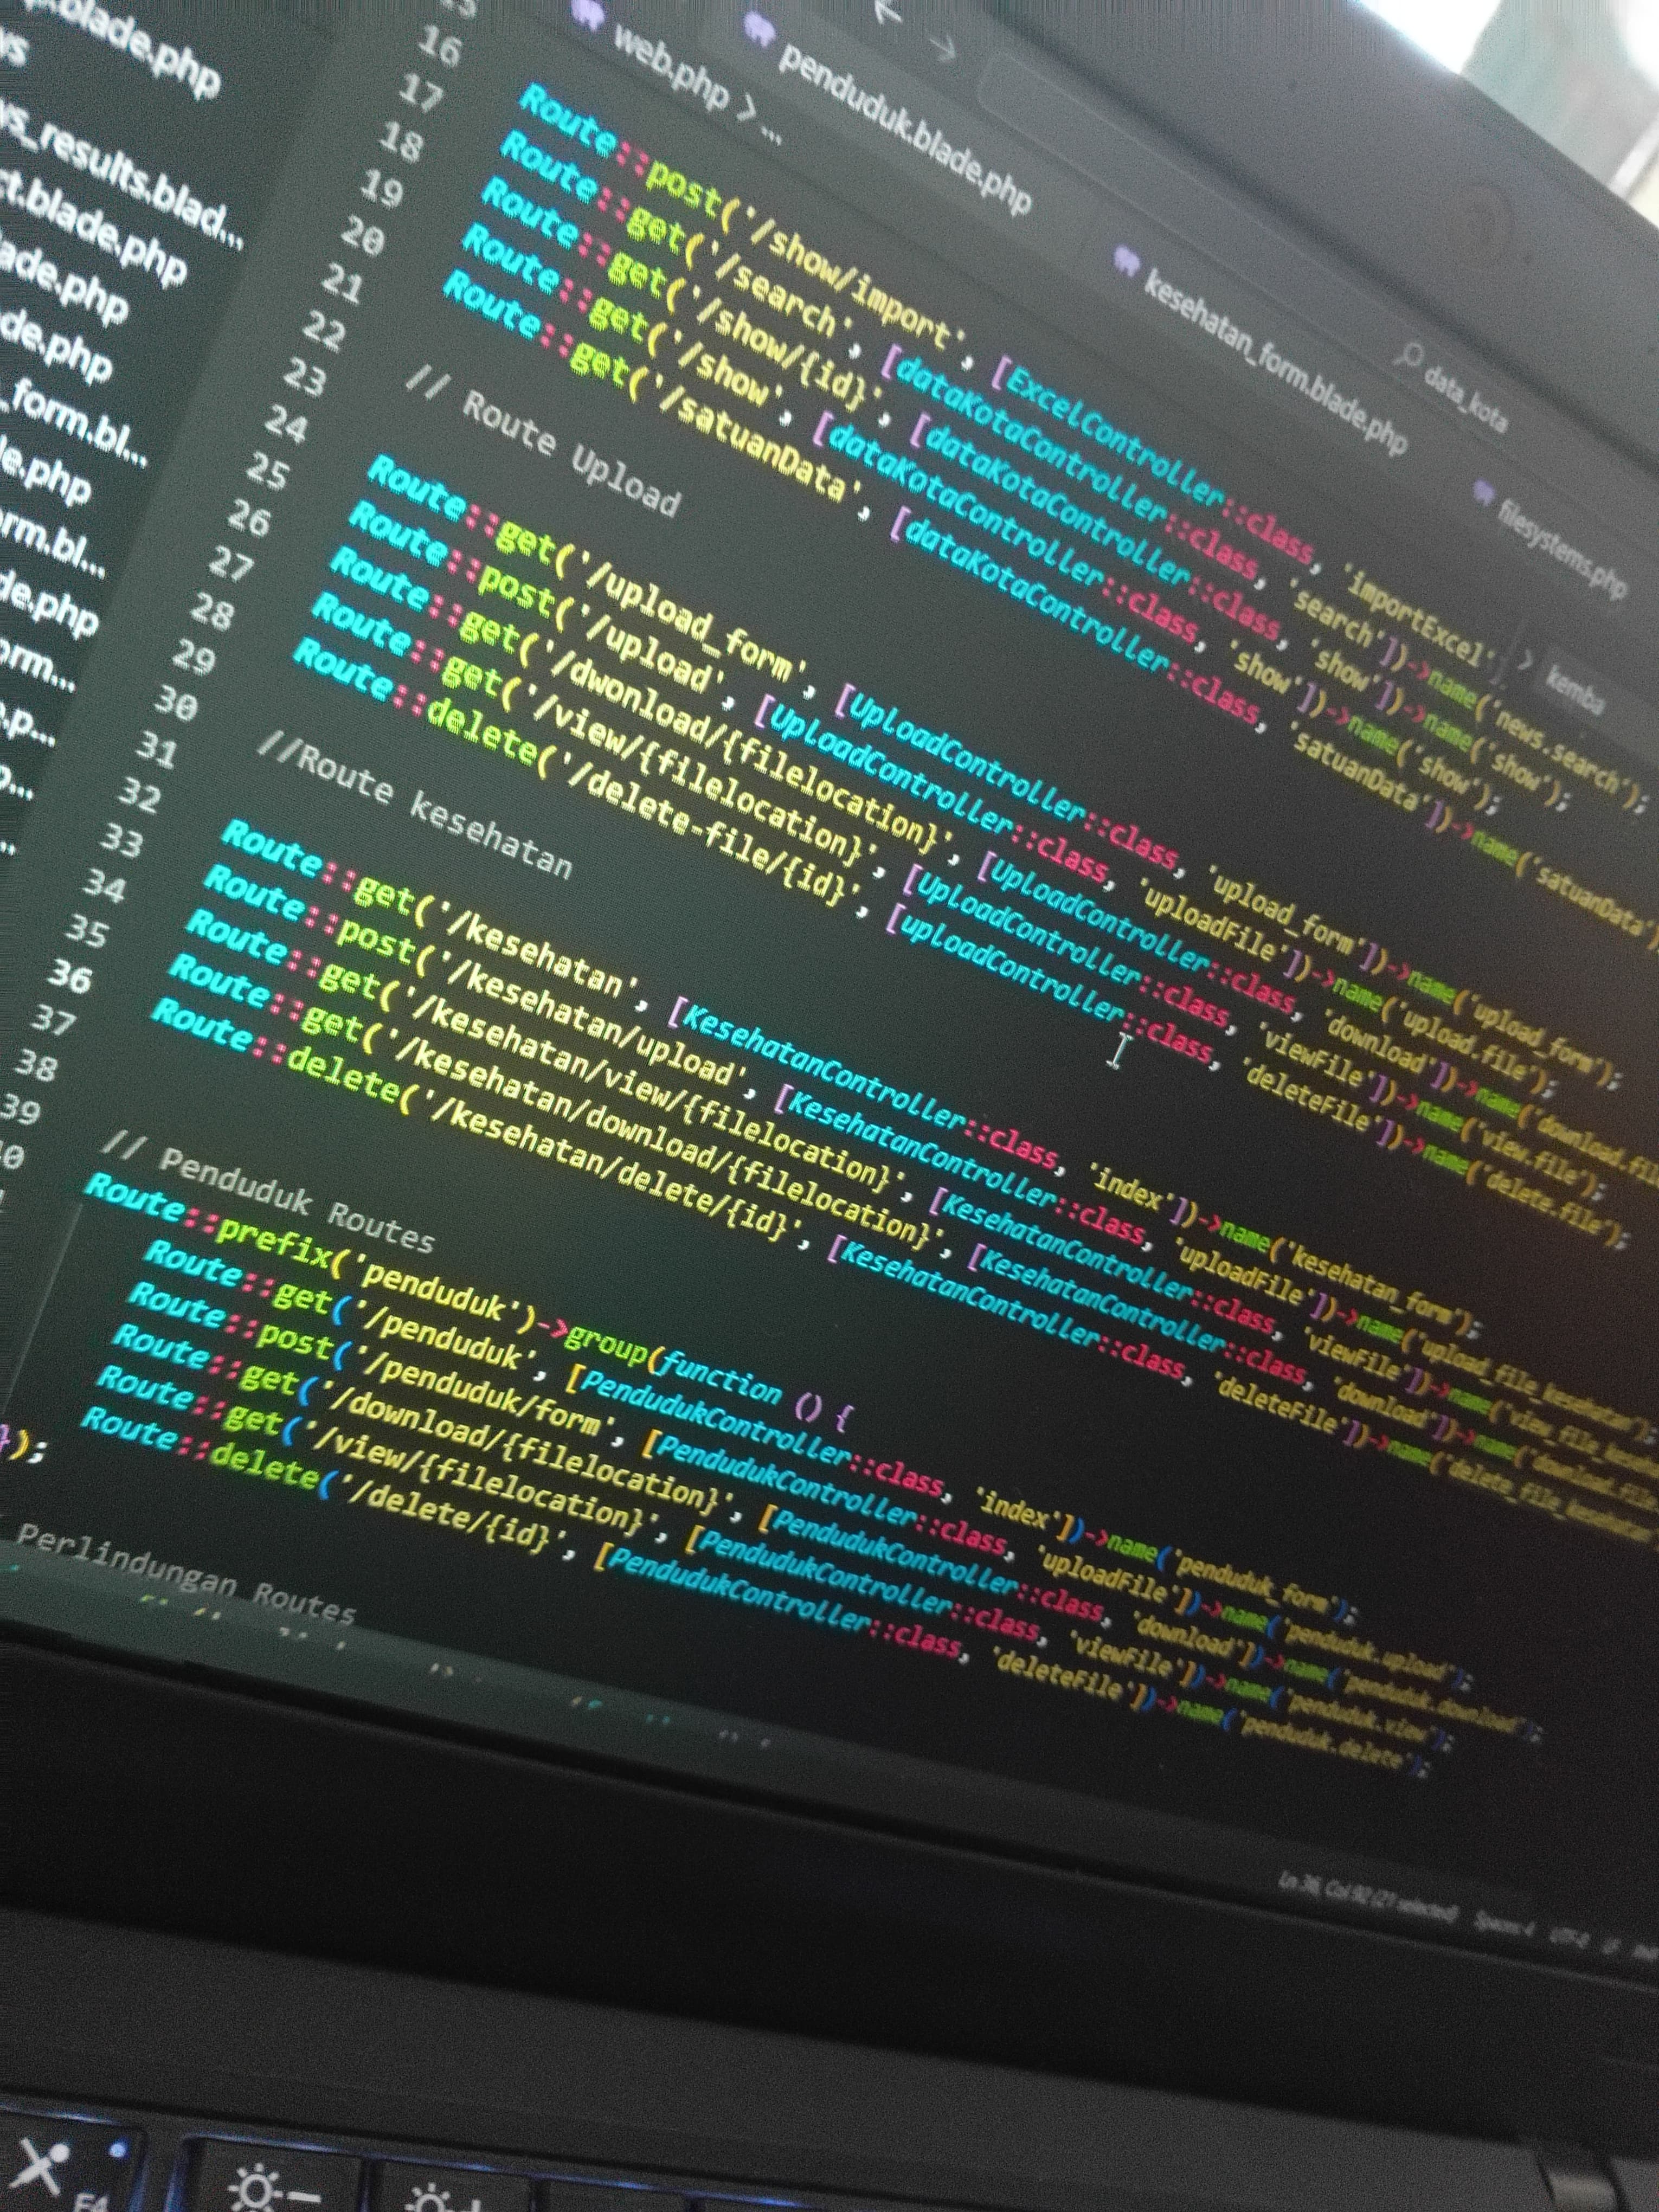 .blade.php
ws
ws_results.blad...
ct.blade.php
lade.php
de.php
_form.bl...
le.php
orm.bl...
de.php
orm...
.p...
data_kota
web.php > ...
penduduk.blade.php
kesehatan_form.blade.php
filesystems.php
> kemba
15
16
17
18
19
20
21
22
23
24
25
26
27
28
29
30
31
32
33
34
35
36
37
38
39
40
Route::post('/show/import', [ExcelController::class, 'importExcel'
Route::get('/search', [dataKotaController::class, 'search'])->name('news.search');
Route::get('/show/{id}', [dataKotaController::class, 'show'])->name('show');
Route::get('/show', [dataKotaController::class, 'show'])->name('show');
Route::get('/satuanData', [dataKotaController::class, 'satuanData'])->name('satuanData')
// Route Upload
Route::get('/upload_form', [UploadController::class, 'upload_form'])->name('upload_form');
Route::post('/upload', [UploadController::class, 'uploadFile'])->name('upload.file');
Route::get('/dwonload/{filelocation}', [UploadController::class, 'download'])->name('download.file
Route::get('/view/{filelocation}', [UploadController::class, 'viewFile'])->name('view.file');
Route::delete('/delete-file/{id}', [uploadController::class, 'deleteFile'])->name('delete.file');
//Route kesehatan
Route::get('/kesehatan', [KesehatanController::class, 'index'])->name('kesehatan_form');
Route::post('/kesehatan/upload', [KesehatanController::class, 'uploadFile'])->name('upload_file_kesehatan');
Route::get('/kesehatan/view/{filelocation}', [KesehatanController::class, 'viewFile'])->name('view_file_kesehatan
Route::get('/kesehatan/download/{filelocation}', [KesehatanController::class, 'download'])->name('download.file
Route::delete('/kesehatan/delete/{id}', [KesehatanController::class, 'deleteFile'])->name('delete_file_kesehatan'
// Penduduk Routes
Route::prefix('penduduk')->group(function () {
Route::get('/penduduk', [PendudukController::class, 'index'])->name('penduduk_form');
Route::post('/penduduk/form', [PendudukController::class, 'uploadFile'])->name('penduduk.upload');
Route::get('/download/{filelocation}', [PendudukController::class, 'download'])->name('penduduk.download');
Route::get('/view/{filelocation}', [PendudukController::class, 'viewFile'])->name('penduduk.view');
Route::delete('/delete/{id}', [PendudukController::class, 'deleteFile'])->name('penduduk.delete');
});
Perlindungan Routes
Ln 36, Col 92 (21 selected) Spaces: 4 UTF-8
F4